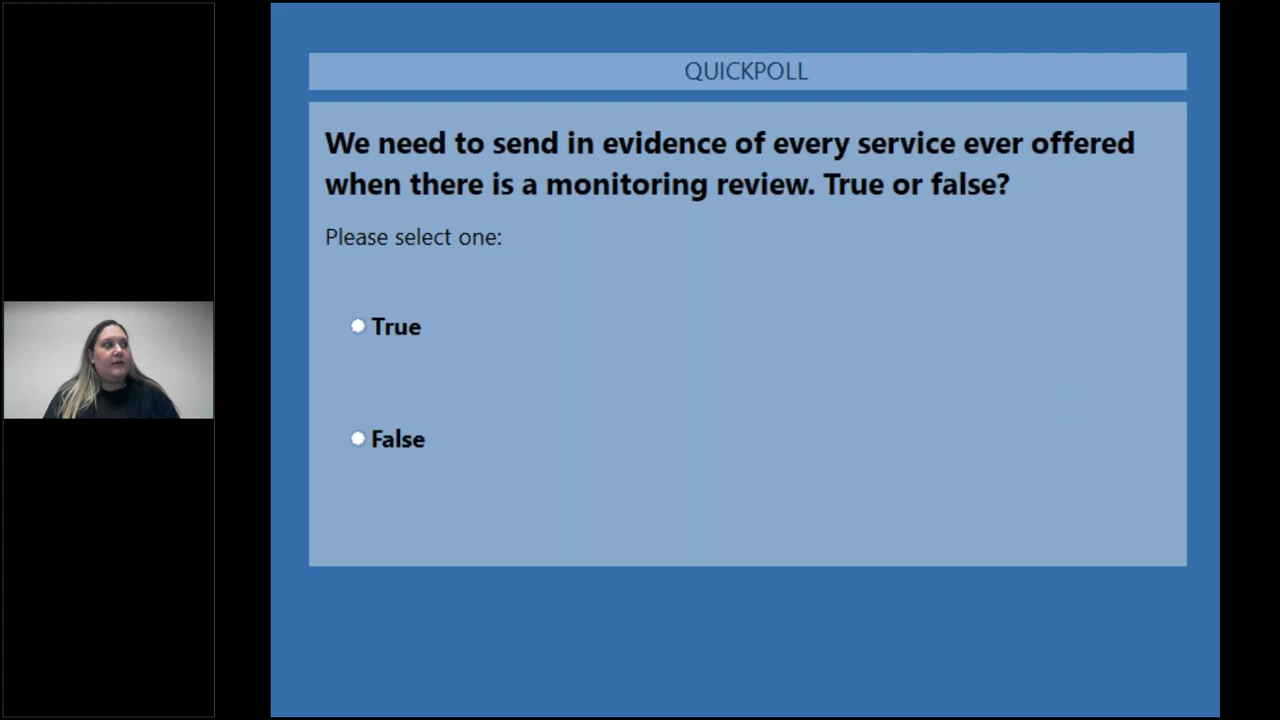 QUICKPOLL
We need to send in evidence of every service ever offered
when there is a monitoring review. True or false?
Please select one:
True
False